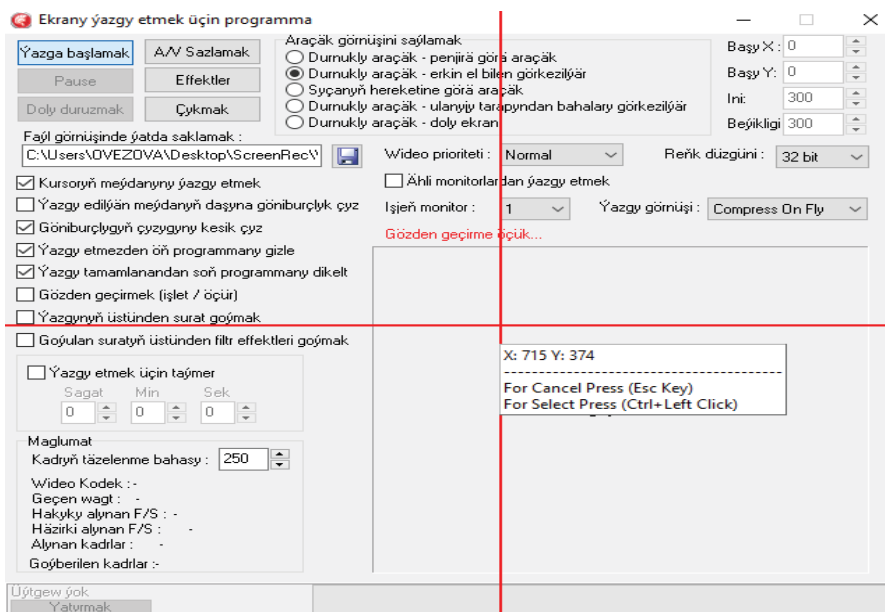 Ekrany ýazgy etmek üçin programma
Ýazga başlamak
A/V Sazlamak
Pause
Effektler
Doly duruzmak
Çykmak
Araçäk görnüşini saýlamak
Durnukly araçäk - penjirä görä araçäk
Durnukly araçäk - erkin el bilen görkezilýär
Syçanyň hereketine görä araçäk
Durnukly araçäk - ulanyjy tarapyndan bahalary görkezilýär
Durnukly araçäk - doly ekran
Başy X : 0
Başy Y: 0
Ini: 300
Beýikligi 300
Faýl görnüşinde ýatda saklamak :
C:\Users\OVEZOVA\Desktop\ScreenRec\
Wideo prioriteti : Normal
Reňk düzgüni : 32 bit
Kursoryň meýdanyny ýazgy etmek
Ýazgy edilýän meýdanyň daşyna göniburçlyk çyz
Göniburçlygyň çyzygyny kesik çyz
Ýazgy etmezden öň programmany gizle
Ýazgy tamamlanandan soň programmany dikelt
Gözden geçirmek (işlet / öçür)
Ýazgynyň üstünden surat goýmak
Goýulan suratyň üstünden filtr effektleri goýmak
Ähli monitorlardan ýazgy etmek
Işjeň monitor : 1
Ýazgy görnüşi : Compress On Fly
Gözden geçirme öçük...
X: 715 Y: 374
--------------------------------------------
For Cancel Press (Esc Key)
For Select Press (Ctrl+Left Click)
Ýazgy etmek üçin taýmer
Sagat Min Sek
0 0 0
Maglumat
Kadryň täzelenme bahasy : 250
Wideo Kodek :-
Geçen wagt : -
Hakyky alynan F/S : -
Häzirki alynan F/S : -
Alynan kadrlar : -
Goýberilen kadrlar :-
Üýtgew ýok
Ýatyrmak